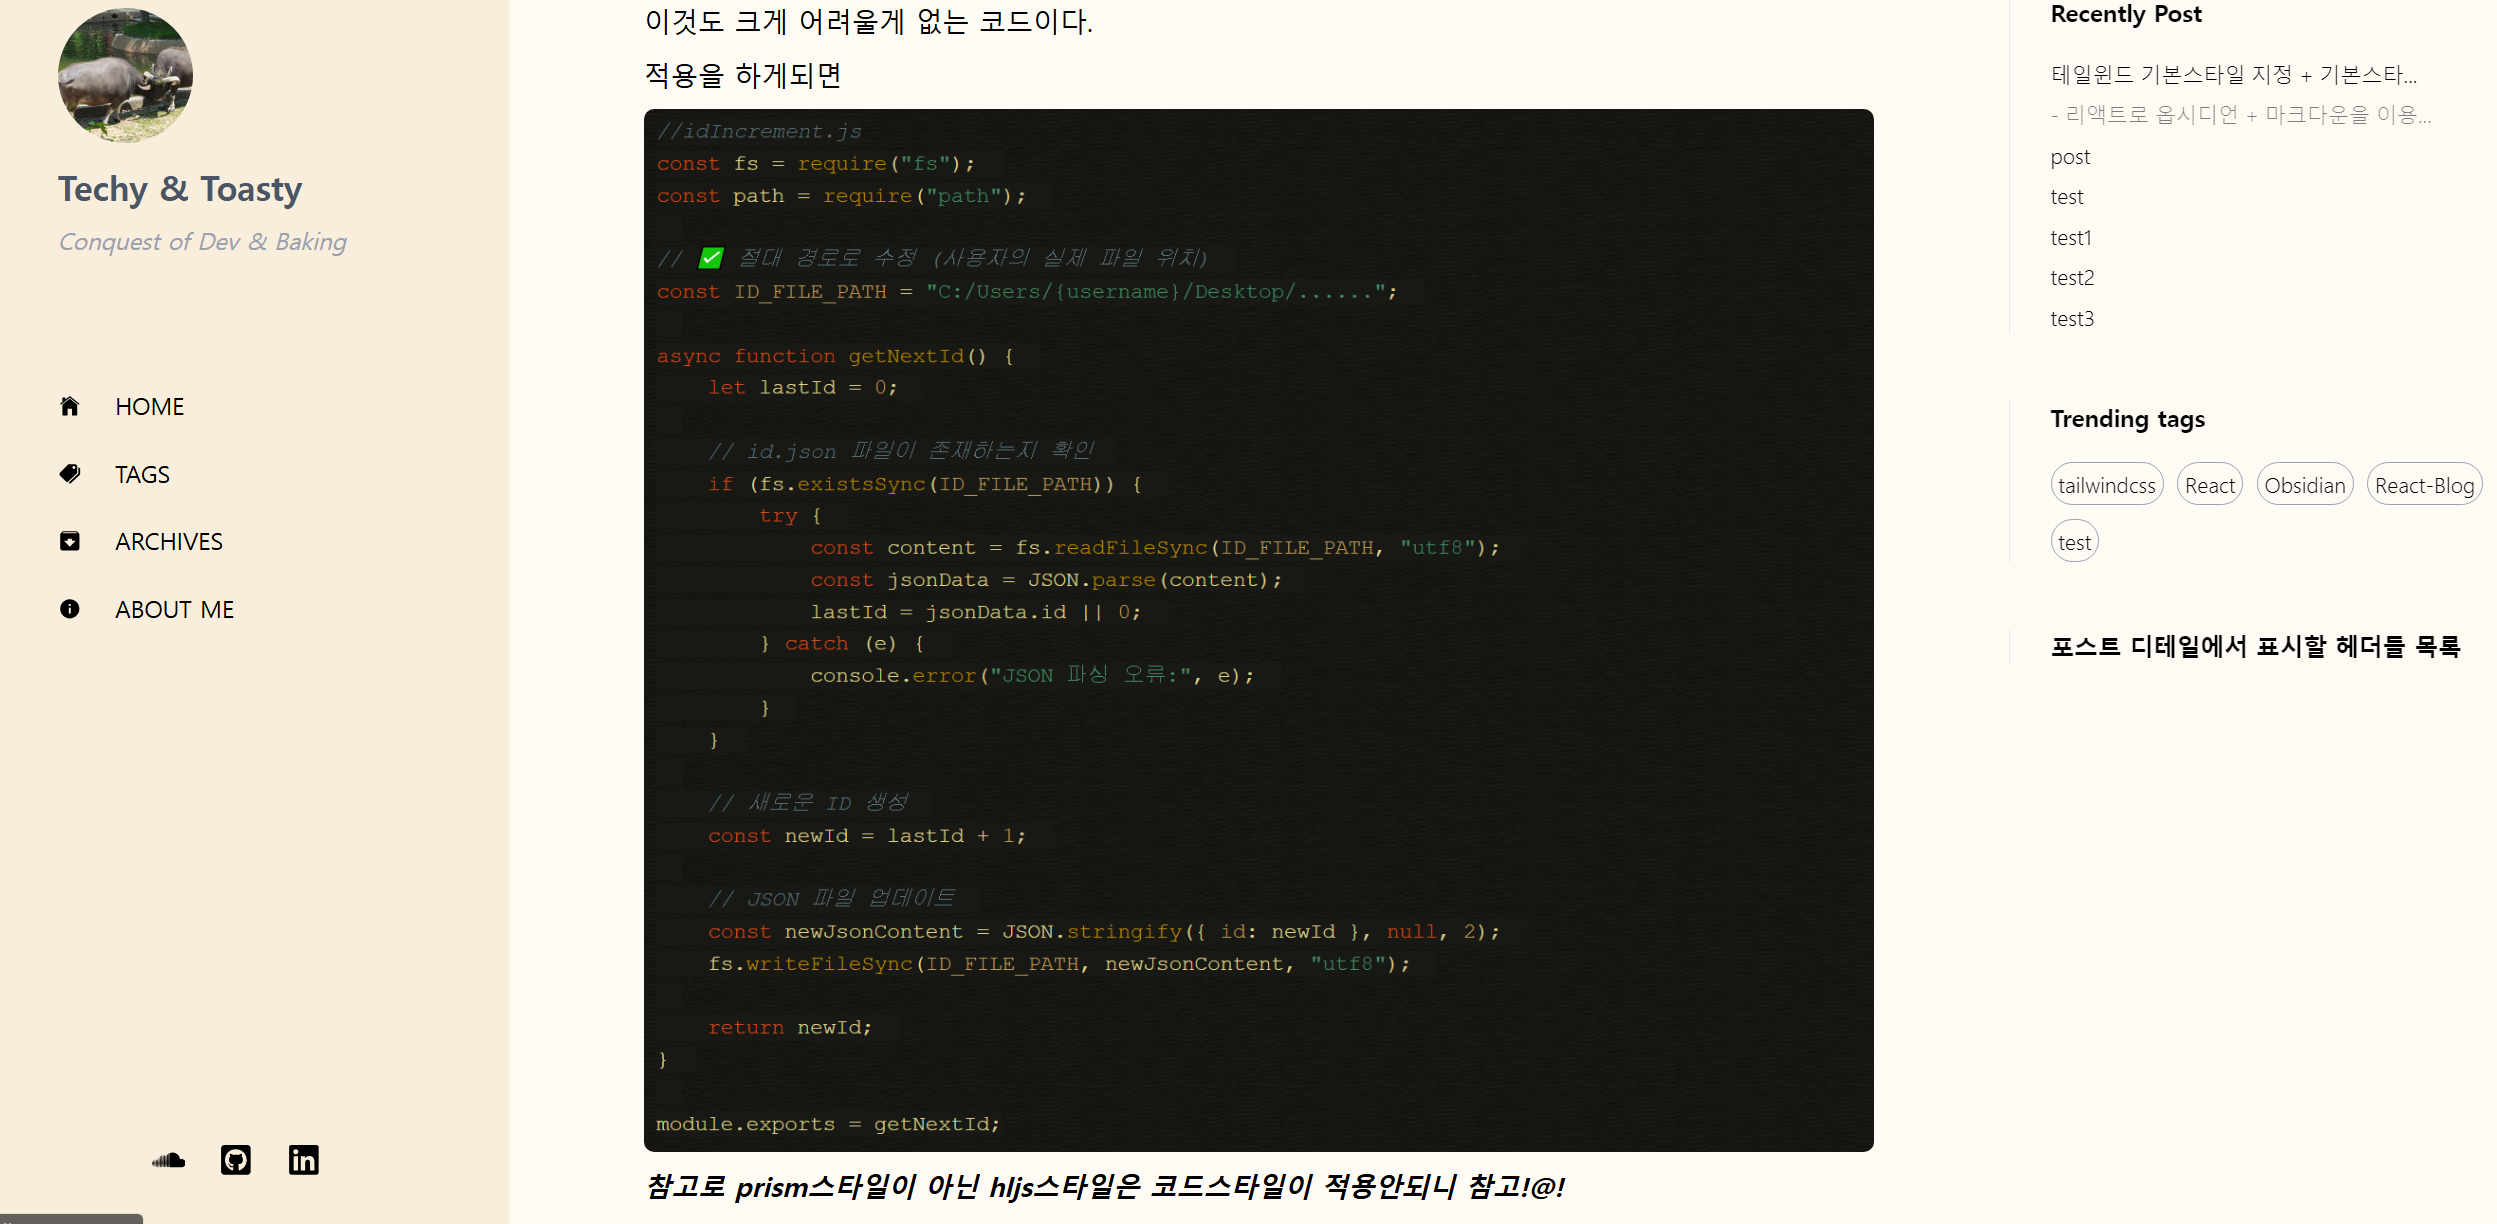 Techy & Toasty
Conquest of Dev & Baking
HOME
TAGS
ARCHIVES
ABOUT ME
이것도 크게 어려울게 없는 코드이다.
적용을 하게되면
//idIncrement.js
const fs = require("fs");
const path = require("path");
// ✅ 절대 경로로 수정 (사용자의 실제 파일 위치)
const ID_FILE_PATH = "C:/Users/{username}/Desktop/......";
async function getNextId() {
let lastId = 0;
// id.json 파일이 존재하는지 확인
if (fs.existsSync(ID_FILE_PATH)) {
try {
const content = fs.readFileSync(ID_FILE_PATH, "utf8");
const jsonData = JSON.parse(content);
lastId = jsonData.id || 0;
} catch (e) {
console.error("JSON 파싱 오류:", e);
}
}
// 새로운 ID 생성
const newId = lastId + 1;
// JSON 파일 업데이트
const newJsonContent = JSON.stringify({ id: newId }, null, 2);
fs.writeFileSync(ID_FILE_PATH, newJsonContent, "utf8");
return newId;
}
module.exports = getNextId;
참고로 prism스타일이 아닌 hljs스타일은 코드스타일이 적용안되니 참고!@!
Recently Post
테일윈드 기본스타일 지정 + 기본스타...
- 리액트로 옵시디언 + 마크다운을 이용...
post
test
test1
test2
test3
Trending tags
tailwindcss React Obsidian React-Blog
test
포스트 디테일에서 표시할 헤더들 목록